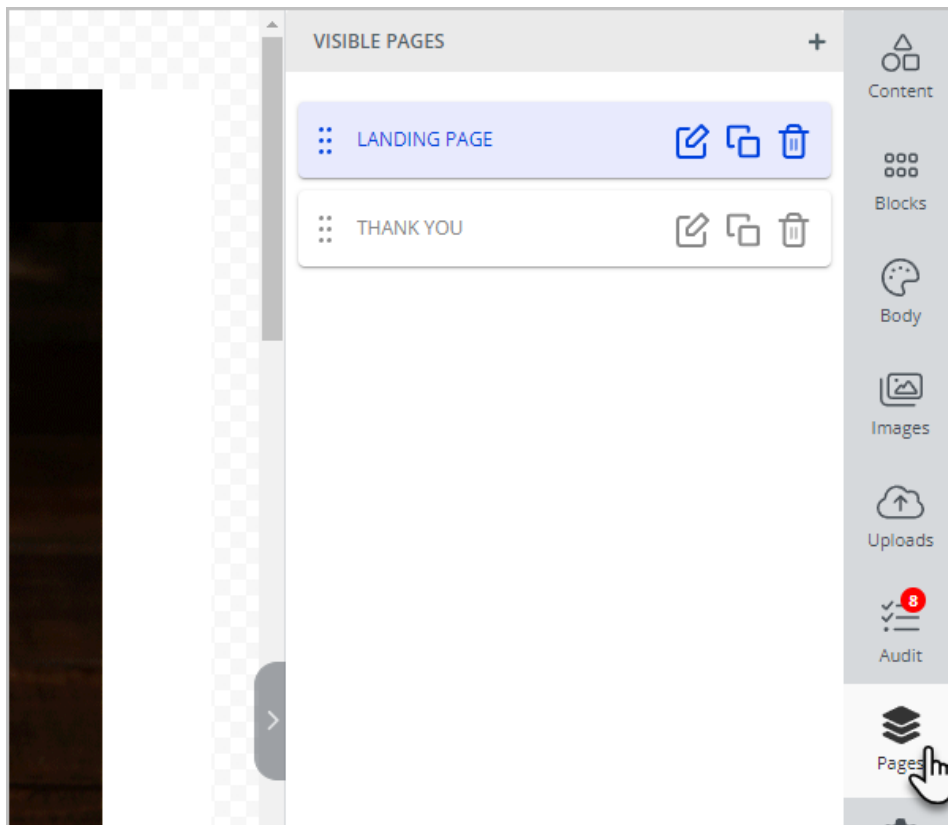 VISIBLE PAGES
+
LANDING PAGE
THANK YOU
Content
Blocks
Body
Images
Uploads
8
Audit
Pages